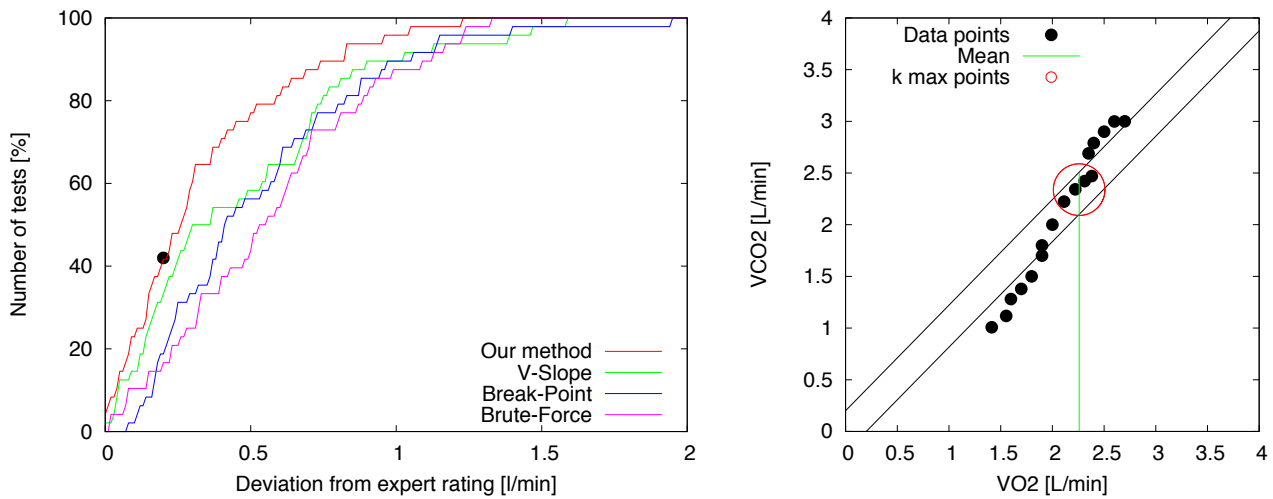 100
80
60
40
20
0
0
0.5
1
1.5
2
Number of tests [%]
Deviation from expert rating [l/min]
Our method
V-Slope
Break-Point
Brute-Force
4
3.5
3
2.5
2
1.5
1
0.5
0
0
0.5
1
1.5
2
2.5
3
3.5
4
VCO2 [L/min]
VO2 [L/min]
Data points
Mean
k max points